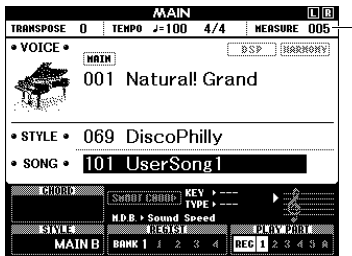 MAIN L R
TRANSPOSE 0 TEMPO ♩=100 4/4 MEASURE 005
• VOICE • MAIN DSP HARMONY
001 Natural! Grand
• STYLE • 069 DiscoPhilly
• SONG • 101 UserSong1
CHORD SMART CHORD KEY ▸ ---
TYPE ▸ ---
M.D.B. ▸ Sound Speed
STYLE REGIST PLAY PART
MAIN B BANK 1 1 2 3 4 REC 1 2 3 4 5 A